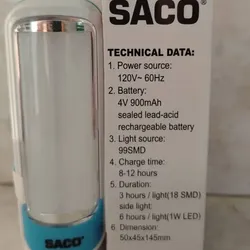 SACO®
TECHNICAL DATA:
1. Power source:
120V~ 60Hz
2. Battery:
4V 900mAh
sealed lead-acid
rechargeable battery
3. Light source:
99SMD
4. Charge time:
8-12 hours
5. Duration:
3 hours / light(18 SMD)
side light:
6 hours / light(1W LED)
6. Dimension:
50x45x145mm
SACO